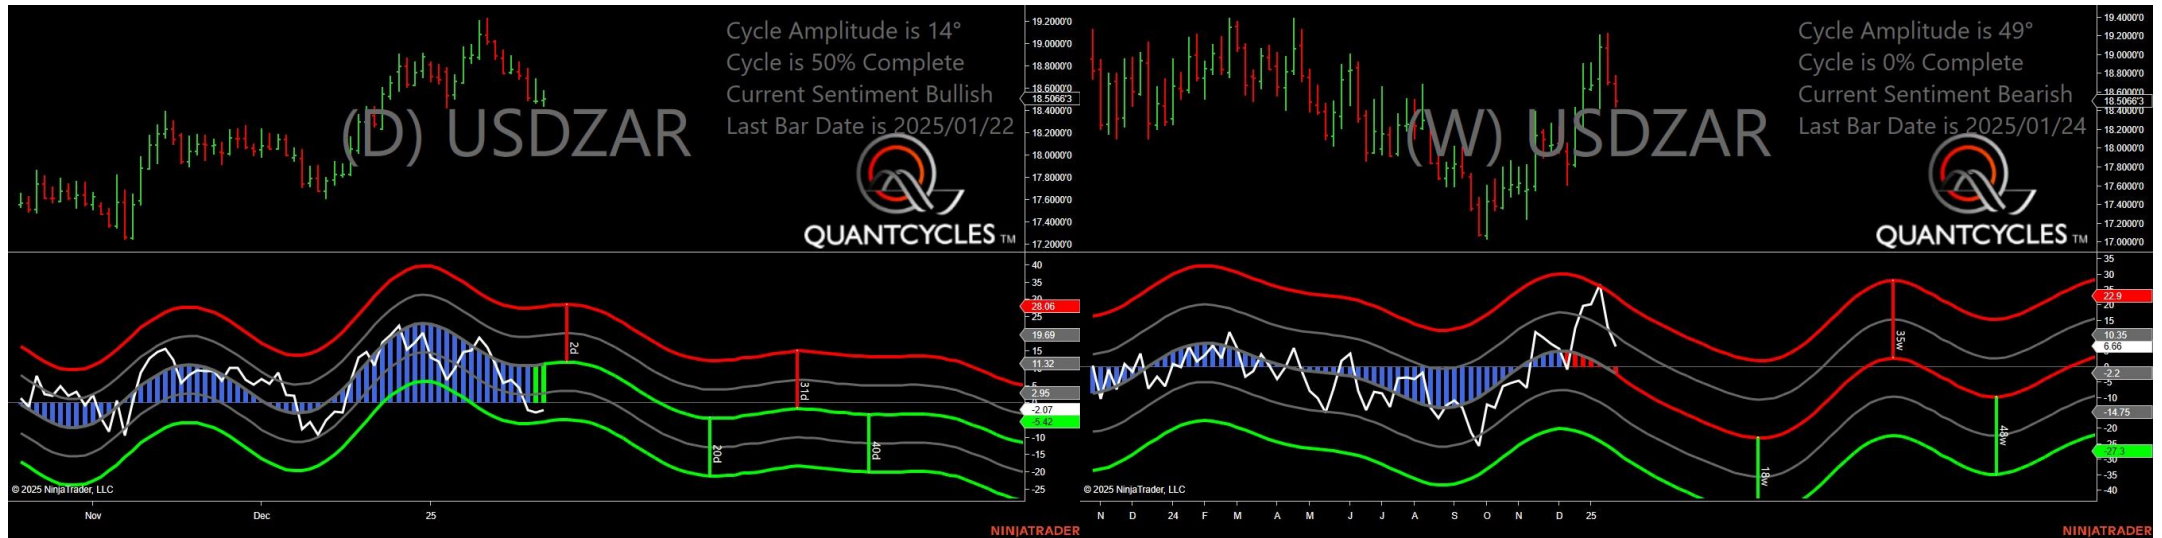 Cycle Amplitude is 14°
Cycle is 50% Complete
Current Sentiment Bullish
Last Bar Date is 2025/01/22
(D) USDZAR
QUANTCYCLES TM
19.2000'0
19.0000'0
18.8000'0
18.6000'0
18.5066'3
18.4000'0
18.2000'0
18.0000'0
17.8000'0
17.6000'0
17.4000'0
17.2000'0
40
35
28.06
25
19.69
15
11.32
2.95
-2.07
-5.42
-10
-15
-20
-25
2d
20d
31d
40d
© 2025 NinjaTrader, LLC
Nov Dec 25
NINJATRADER
Cycle Amplitude is 49°
Cycle is 0% Complete
Current Sentiment Bearish
Last Bar Date is 2025/01/24
(W) USDZAR
QUANTCYCLES TM
19.4000'0
19.2000'0
19.0000'0
18.8000'0
18.6000'0
18.5066'3
18.4000'0
18.2000'0
18.0000'0
17.8000'0
17.6000'0
17.4000'0
17.2000'0
17.0000'0
35
30
22.9
20
15
10.35
6.66
-2.2
-5
-10
-14.75
-20
-27.3
-30
-35
-40
18w
35w
© 2025 NinjaTrader, LLC
N D 24 F M A M J J A S O N D 25
NINJATRADER